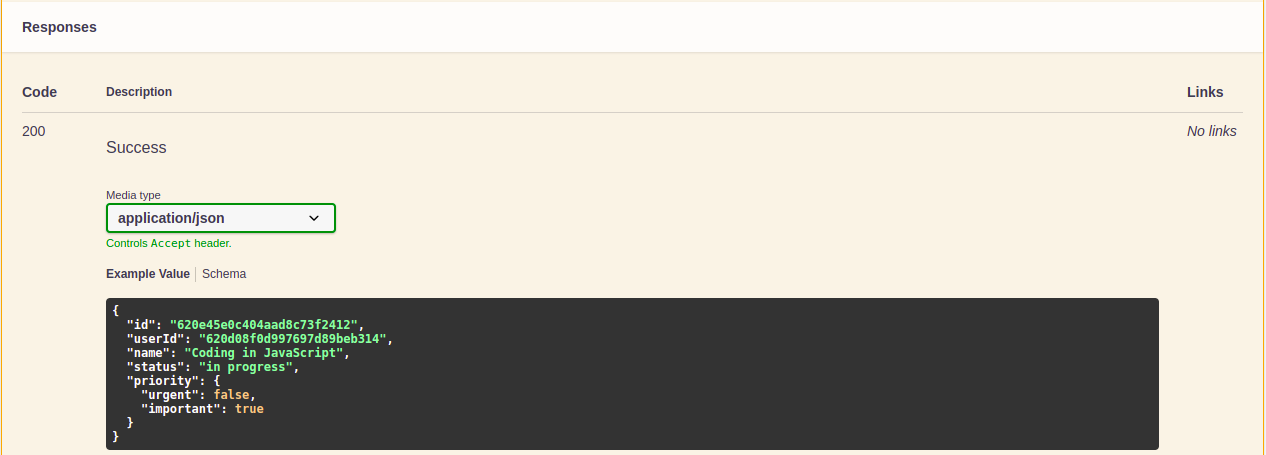 Responses
Code Description Links
200 Success No links
Media type
application/json
Controls Accept header.
Example Value Schema
{
  "id": "620e45e0c404aad8c73f2412",
  "userId": "620d08f0d997697d89beb314",
  "name": "Coding in JavaScript",
  "status": "in progress",
  "priority": {
    "urgent": false,
    "important": true
  }
}